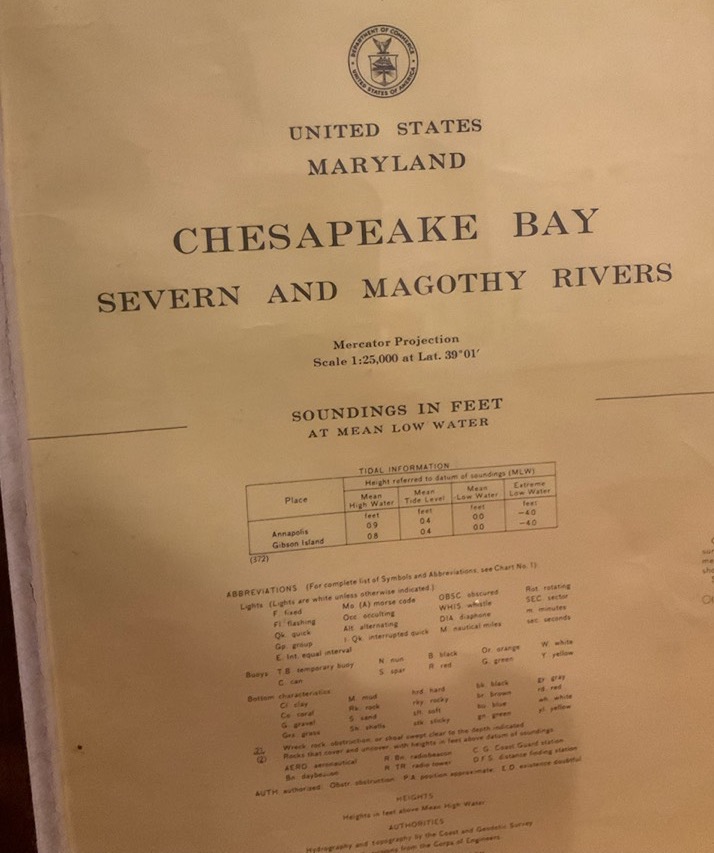 DEPARTMENT OF COMMERCE
UNITED STATES OF AMERICA
UNITED STATES
MARYLAND
CHESAPEAKE BAY
SEVERN AND MAGOTHY RIVERS
Mercator Projection
Scale 1:25,000 at Lat. 39°01′
SOUNDINGS IN FEET
AT MEAN LOW WATER
TIDAL INFORMATION
Place Height referred to datum of soundings (MLW)
Mean High Water Mean Tide Level Mean Low Water Extreme Low Water
feet feet feet feet
Annapolis 0.9 0.4 0.0 -4.0
Gibson Island 0.8 0.4 0.0 -4.0
(372)
ABBREVIATIONS (For complete list of Symbols and Abbreviations, see Chart No. 1)
Lights (Lights are white unless otherwise indicated)
F. fixed Mo. (A) morse code OBSC. obscured Rot. rotating
Fl. flashing Occ. occulting WHIS. whistle SEC. sector
Qk. quick Alt. alternating DIA. diaphone m. minutes
Gp. group I. Qk. interrupted quick M. nautical miles sec. seconds
E. Int. equal interval
Buoys T.B. temporary buoy N. nun B. black Or. orange W. white
C. can S. spar R. red G. green Y. yellow
Bottom characteristics
Cl. clay M. mud hrd. hard bk. black gy. gray
Co. coral Rk. rock rky. rocky br. brown rd. red
G. gravel S. sand sft. soft bu. blue wh. white
Grs. grass Sh. shells stk. sticky gn. green yl. yellow
Wreck, rock, obstruction, or shoal swept clear to the depth indicated
(2) Rocks that cover and uncover, with heights in feet above datum of soundings
AERO. aeronautical R. Bn. radiobeacon C. G. Coast Guard station
Bn. daybeacon R. TR. radio tower D.F.S. distance finding station
AUTH. authorized; Obstr. obstruction; P.A. position approximate; E.D. existence doubtful
HEIGHTS
Heights in feet above Mean High Water
AUTHORITIES
Hydrography and topography by the Coast and Geodetic Survey
from the Corps of Engineers